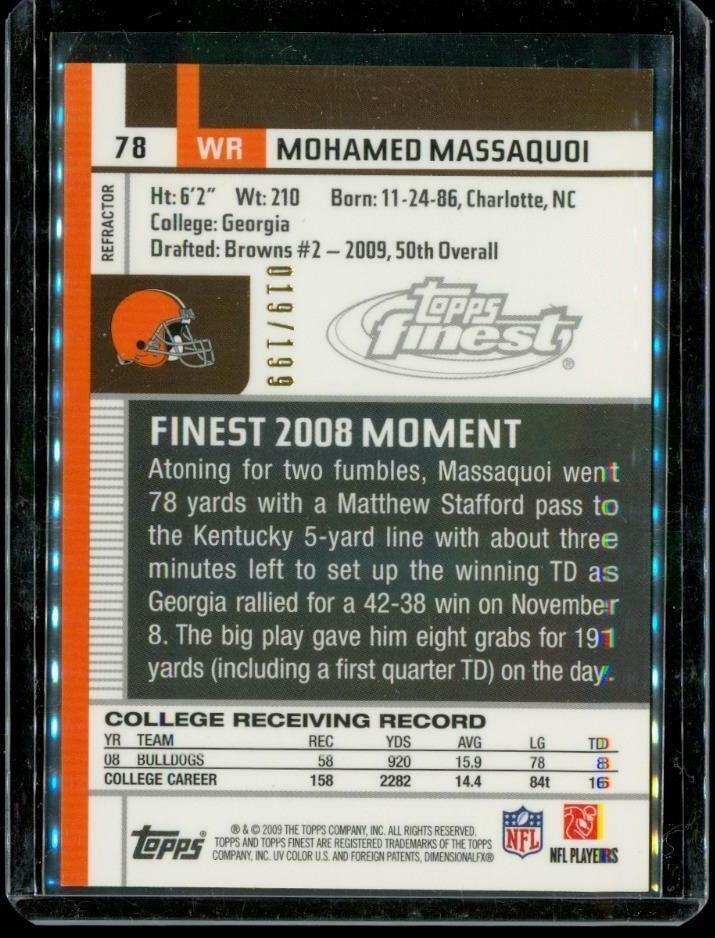 78 WR MOHAMED MASSAQUOI
REFRACTOR
Ht: 6'2" Wt: 210 Born: 11-24-86, Charlotte, NC
College: Georgia
Drafted: Browns #2 – 2009, 50th Overall
019/199
topps
finest®
FINEST 2008 MOMENT
Atoning for two fumbles, Massaquoi went
78 yards with a Matthew Stafford pass to
the Kentucky 5-yard line with about three
minutes left to set up the winning TD as
Georgia rallied for a 42-38 win on November
8. The big play gave him eight grabs for 191
yards (including a first quarter TD) on the day.
COLLEGE RECEIVING RECORD
YR TEAM REC YDS AVG LG TD
08 BULLDOGS 58 920 15.9 78 8
COLLEGE CAREER 158 2282 14.4 84t 16
topps®
® & © 2009 THE TOPPS COMPANY, INC. ALL RIGHTS RESERVED.
TOPPS AND TOPPS FINEST ARE REGISTERED TRADEMARKS OF THE TOPPS
COMPANY, INC. UV COLOR U.S. AND FOREIGN PATENTS, DIMENSIONALFX®
NFL
NFL PLAYERS